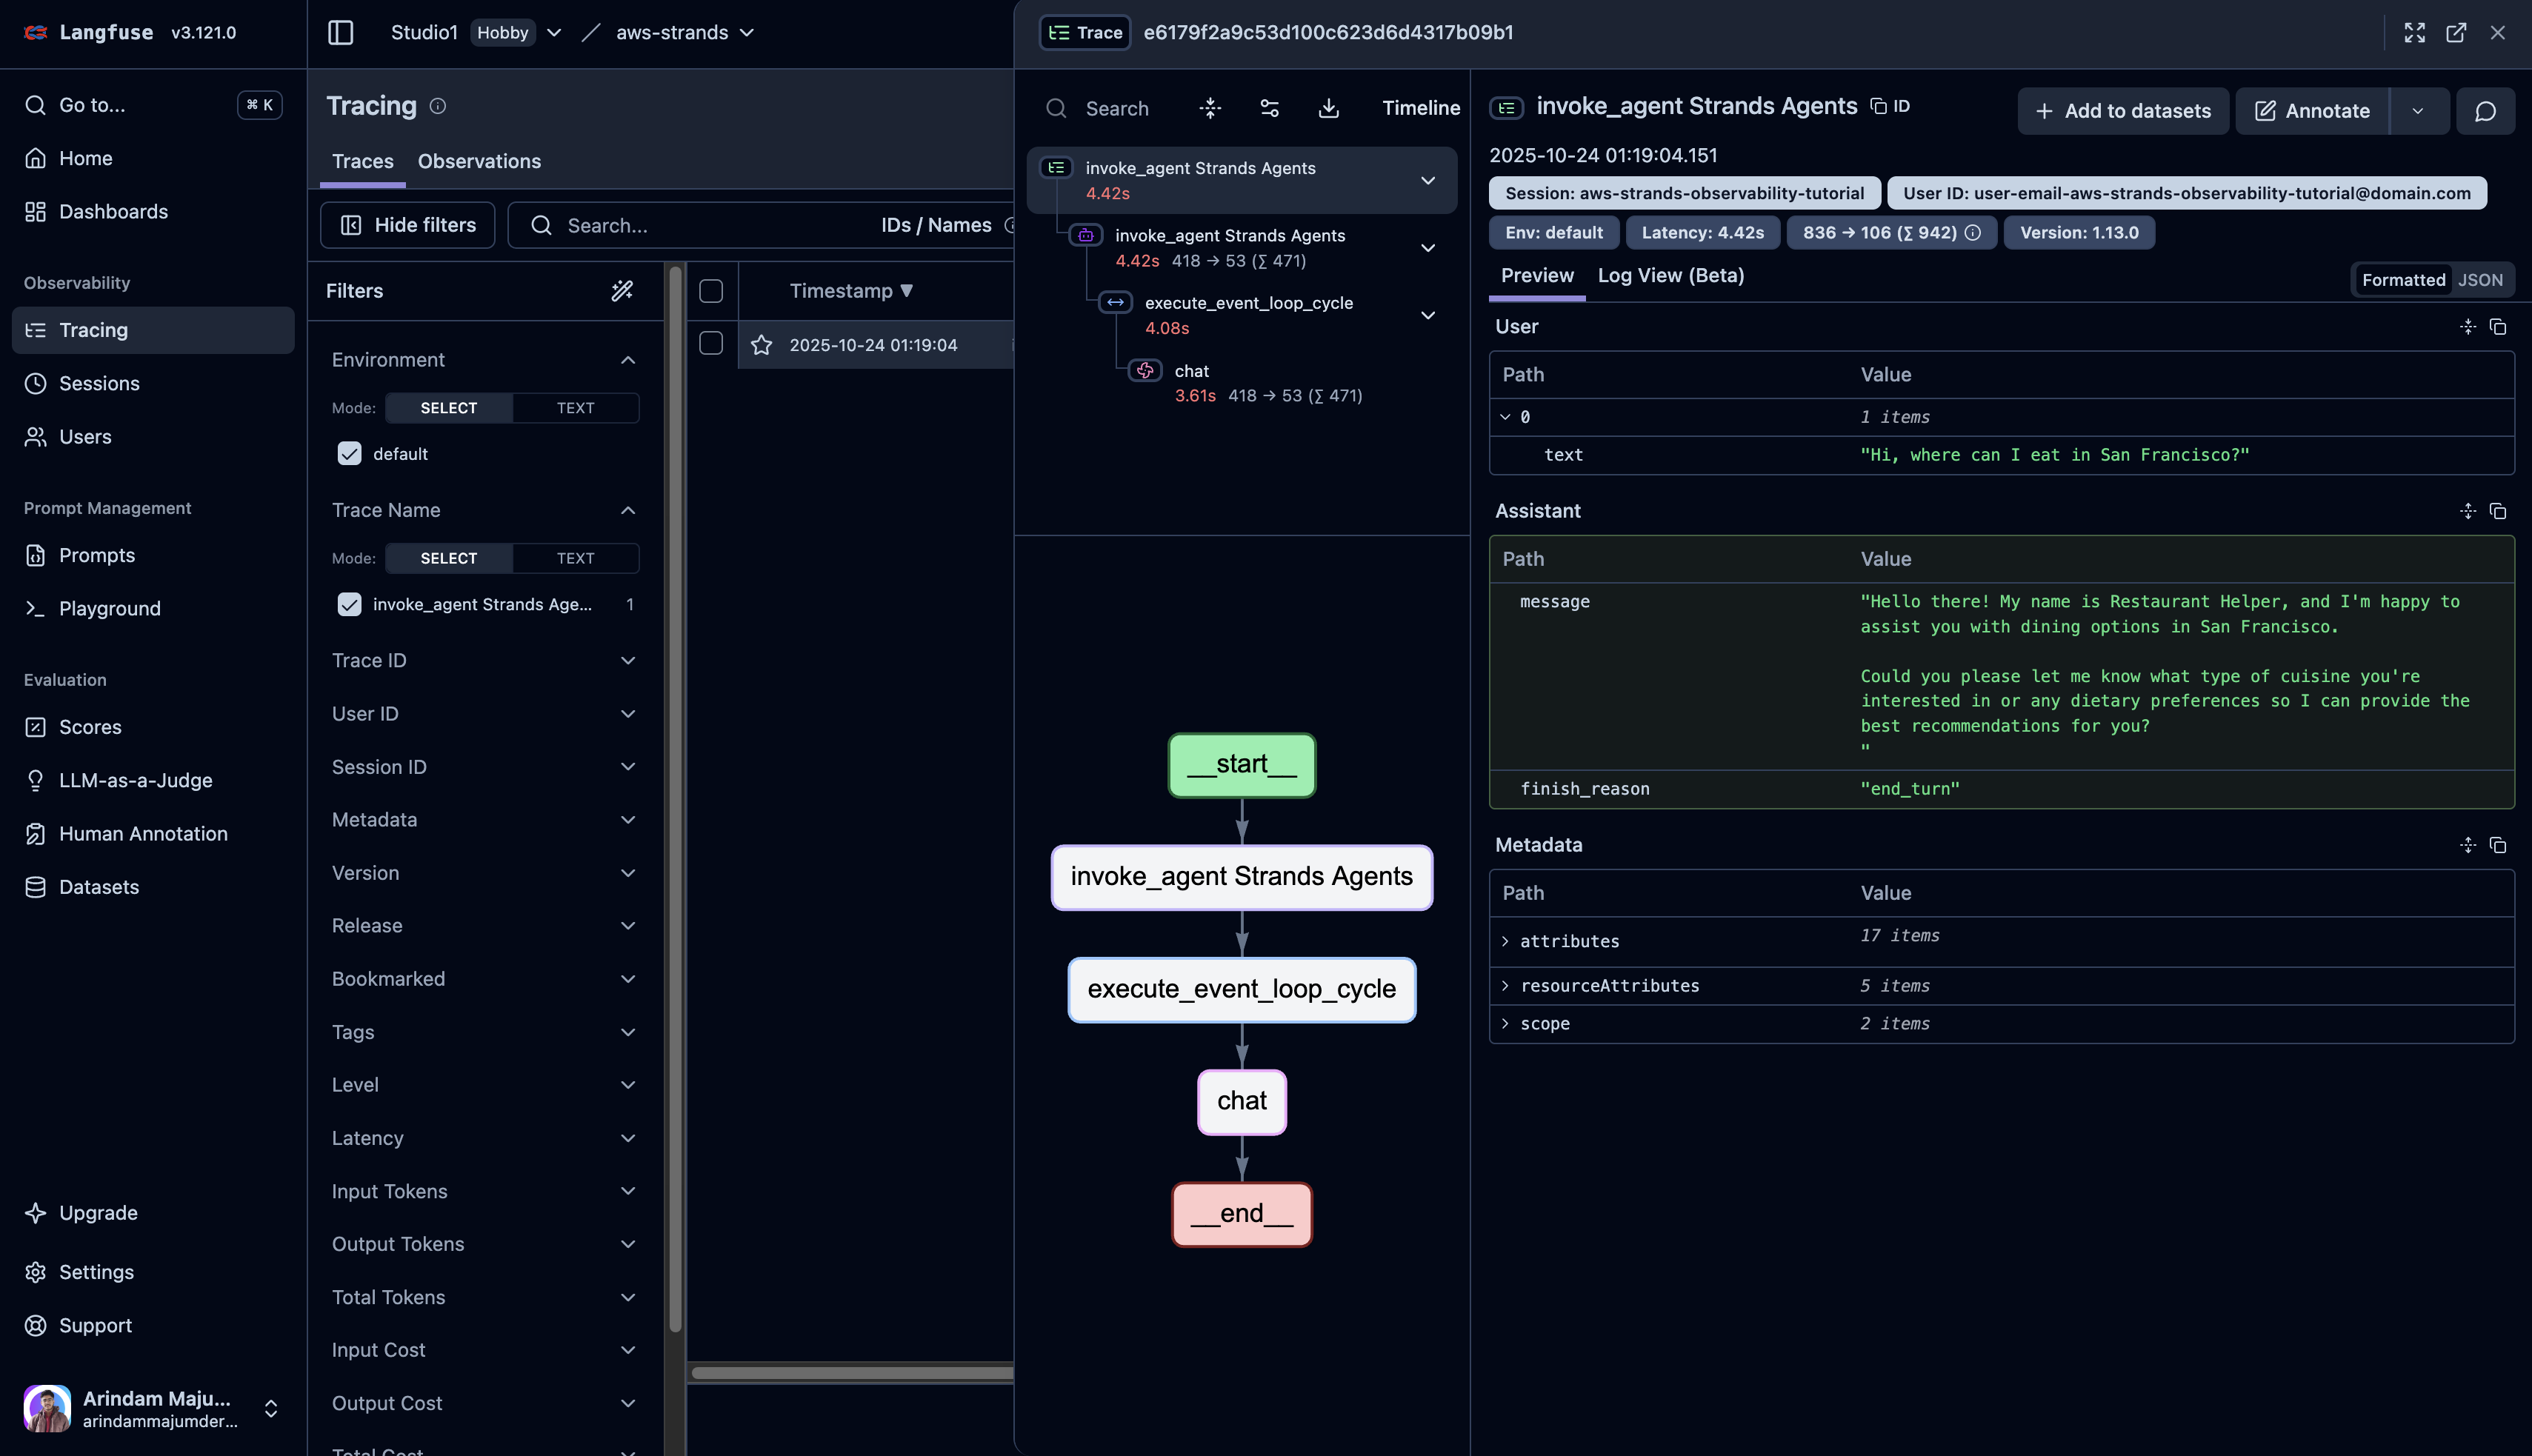 Langfuse v3.121.0
Go to... ⌘ K
Home
Dashboards
Observability
Tracing
Sessions
Users
Prompt Management
Prompts
Playground
Evaluation
Scores
LLM-as-a-Judge
Human Annotation
Datasets
Upgrade
Settings
Support
Arindam Maju...
arindammajumder...
Studio1 Hobby / aws-strands
Tracing
Traces Observations
Hide filters Search... IDs / Names
Filters
Environment
Mode: SELECT TEXT
default
Trace Name
Mode: SELECT TEXT
invoke_agent Strands Age... 1
Trace ID
User ID
Session ID
Metadata
Version
Release
Bookmarked
Tags
Level
Latency
Input Tokens
Output Tokens
Total Tokens
Input Cost
Output Cost
Total Cost
Timestamp ▼
2025-10-24 01:19:04
Trace e6179f2a9c53d100c623d6d4317b09b1
Search Timeline
invoke_agent Strands Agents
4.42s
invoke_agent Strands Agents
4.42s 418 → 53 (∑ 471)
execute_event_loop_cycle
4.08s
chat
3.61s 418 → 53 (∑ 471)
__start__
invoke_agent Strands Agents
execute_event_loop_cycle
chat
__end__
invoke_agent Strands Agents ID
Add to datasets Annotate
2025-10-24 01:19:04.151
Session: aws-strands-observability-tutorial User ID: user-email-aws-strands-observability-tutorial@domain.com
Env: default Latency: 4.42s 836 → 106 (∑ 942) Version: 1.13.0
Preview Log View (Beta) Formatted JSON
User
Path Value
0 1 items
text "Hi, where can I eat in San Francisco?"
Assistant
Path Value
message "Hello there! My name is Restaurant Helper, and I'm happy to
assist you with dining options in San Francisco.
Could you please let me know what type of cuisine you're
interested in or any dietary preferences so I can provide the
best recommendations for you?
"
finish_reason "end_turn"
Metadata
Path Value
attributes 17 items
resourceAttributes 5 items
scope 2 items